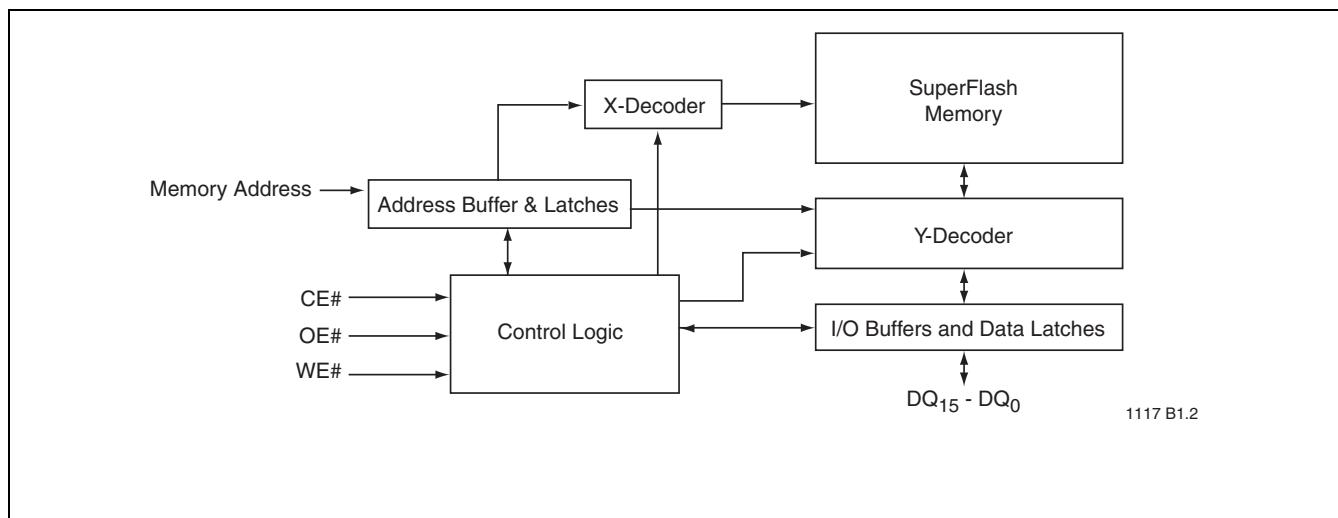 SuperFlash
Memory
X-Decoder
Memory Address
Address Buffer & Latches
Y-Decoder
CE#
OE#
WE#
Control Logic
I/O Buffers and Data Latches
DQ15 - DQ0
1117 B1.2